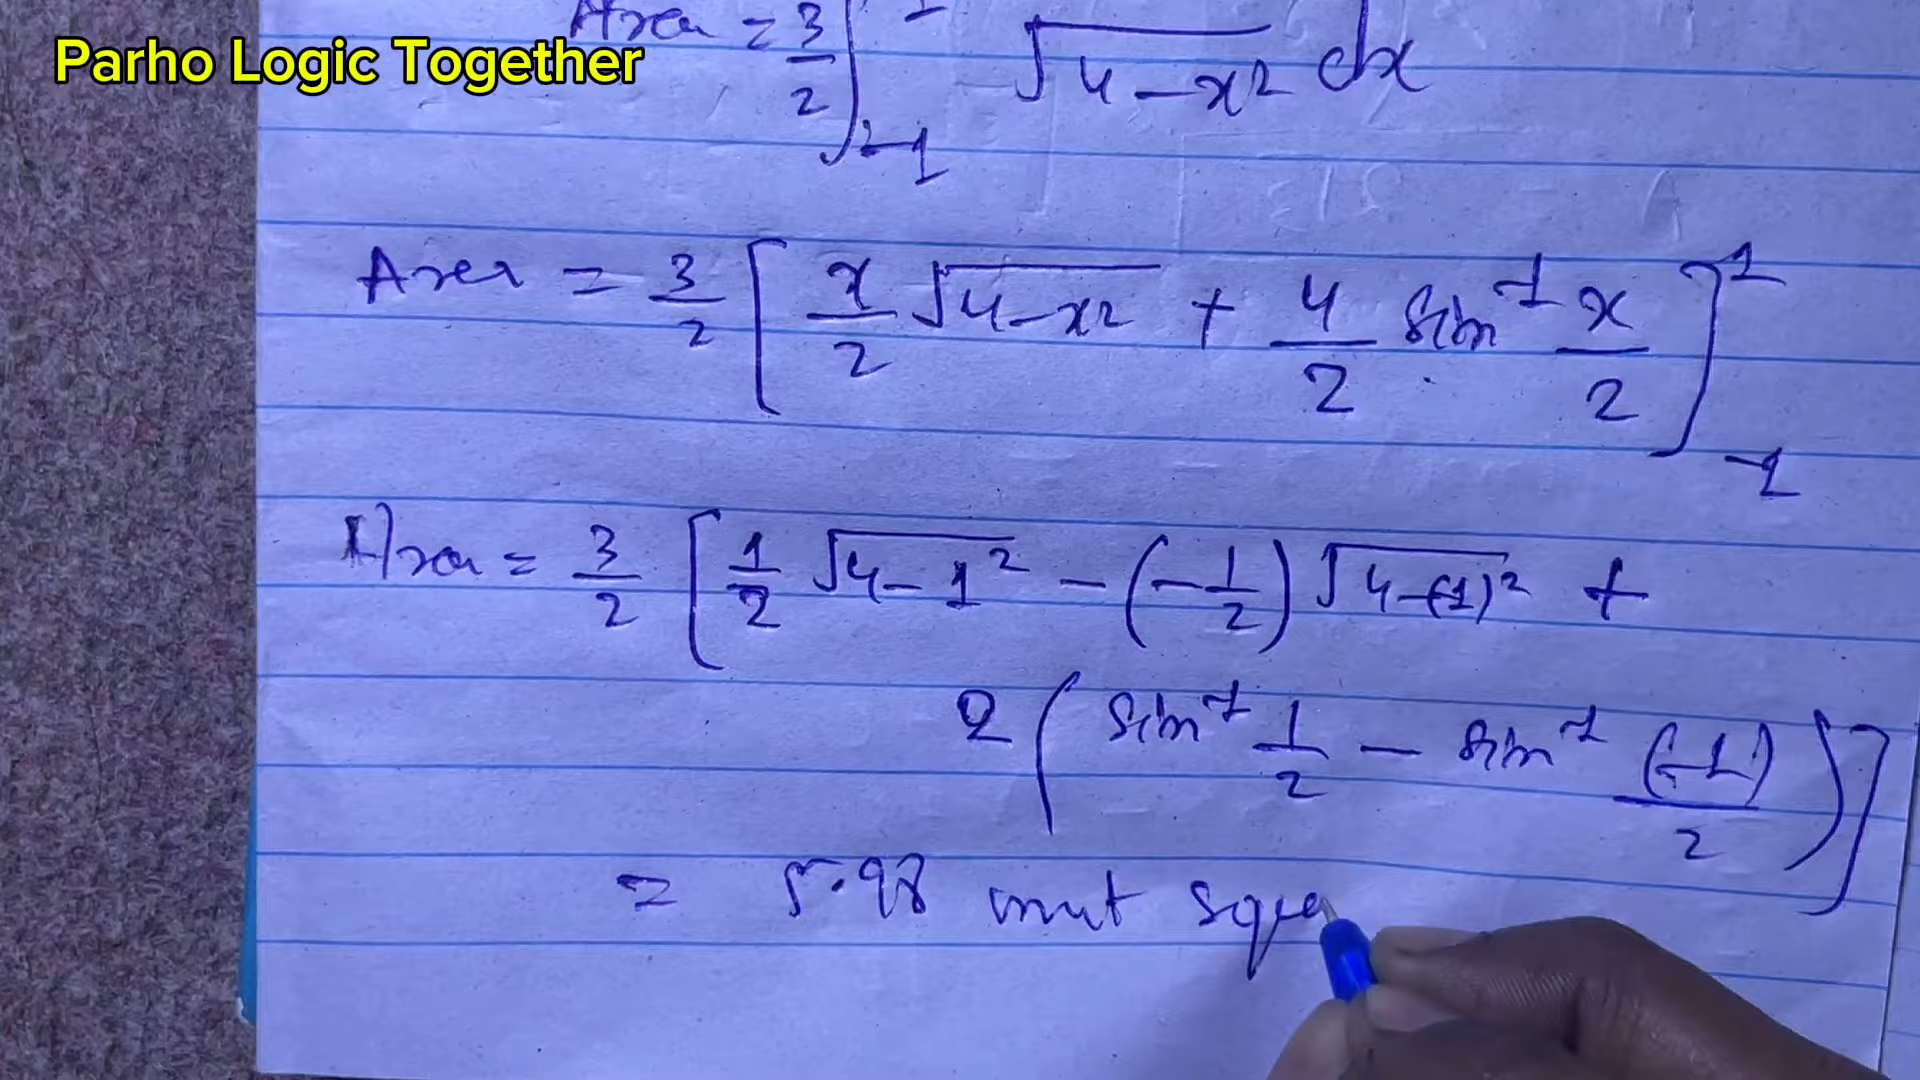 Parho Logic Together
Area = 3/2 ∫_{-1}^{1} √(4-x²) dx
Area = 3/2 [ x/2 √(4-x²) + 4/2 sin⁻¹ x/2 ]_{-1}^{1}
Area = 3/2 [ 1/2 √(4-1²) - (-1/2) √(4-(-1)²) +
2 ( sin⁻¹ 1/2 - sin⁻¹ (-1)/2 ) ]
= 5.98 unit sque